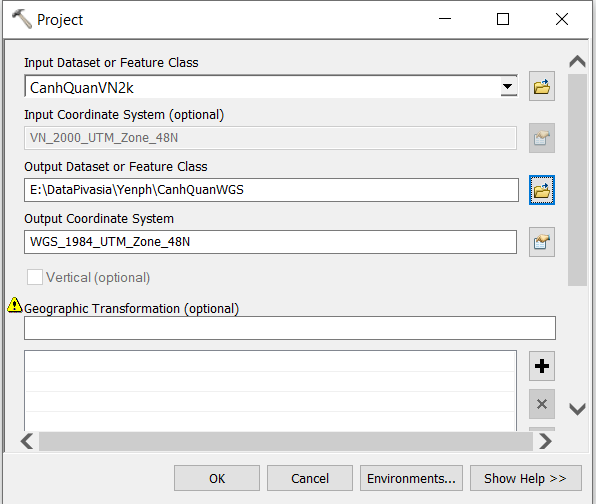 Project
Input Dataset or Feature Class
CanhQuanVN2k
Input Coordinate System (optional)
VN_2000_UTM_Zone_48N
Output Dataset or Feature Class
E:\DataPivasia\Yenph\CanhQuanWGS
Output Coordinate System
WGS_1984_UTM_Zone_48N
Vertical (optional)
Geographic Transformation (optional)
OK Cancel Environments... Show Help >>